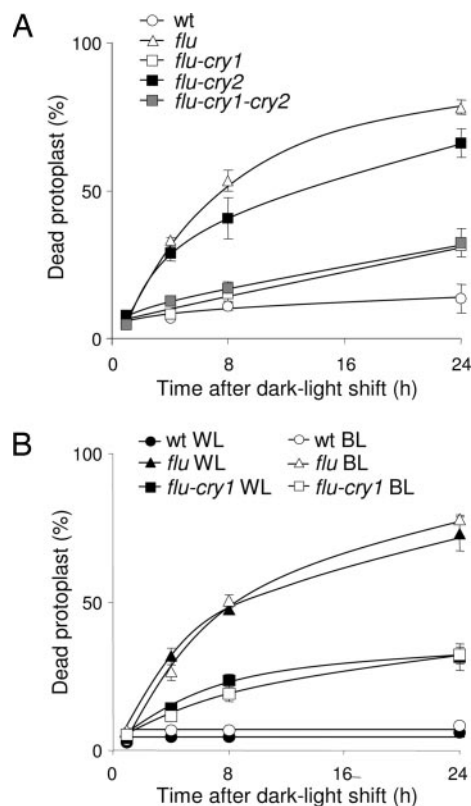 A
wt
flu
flu-cry1
flu-cry2
flu-cry1-cry2
100
50
0
Dead protoplast (%)
0 8 16 24
Time after dark-light shift (h)
B
wt WL wt BL
flu WL flu BL
flu-cry1 WL flu-cry1 BL
100
50
0
Dead protoplast (%)
0 8 16 24
Time after dark-light shift (h)